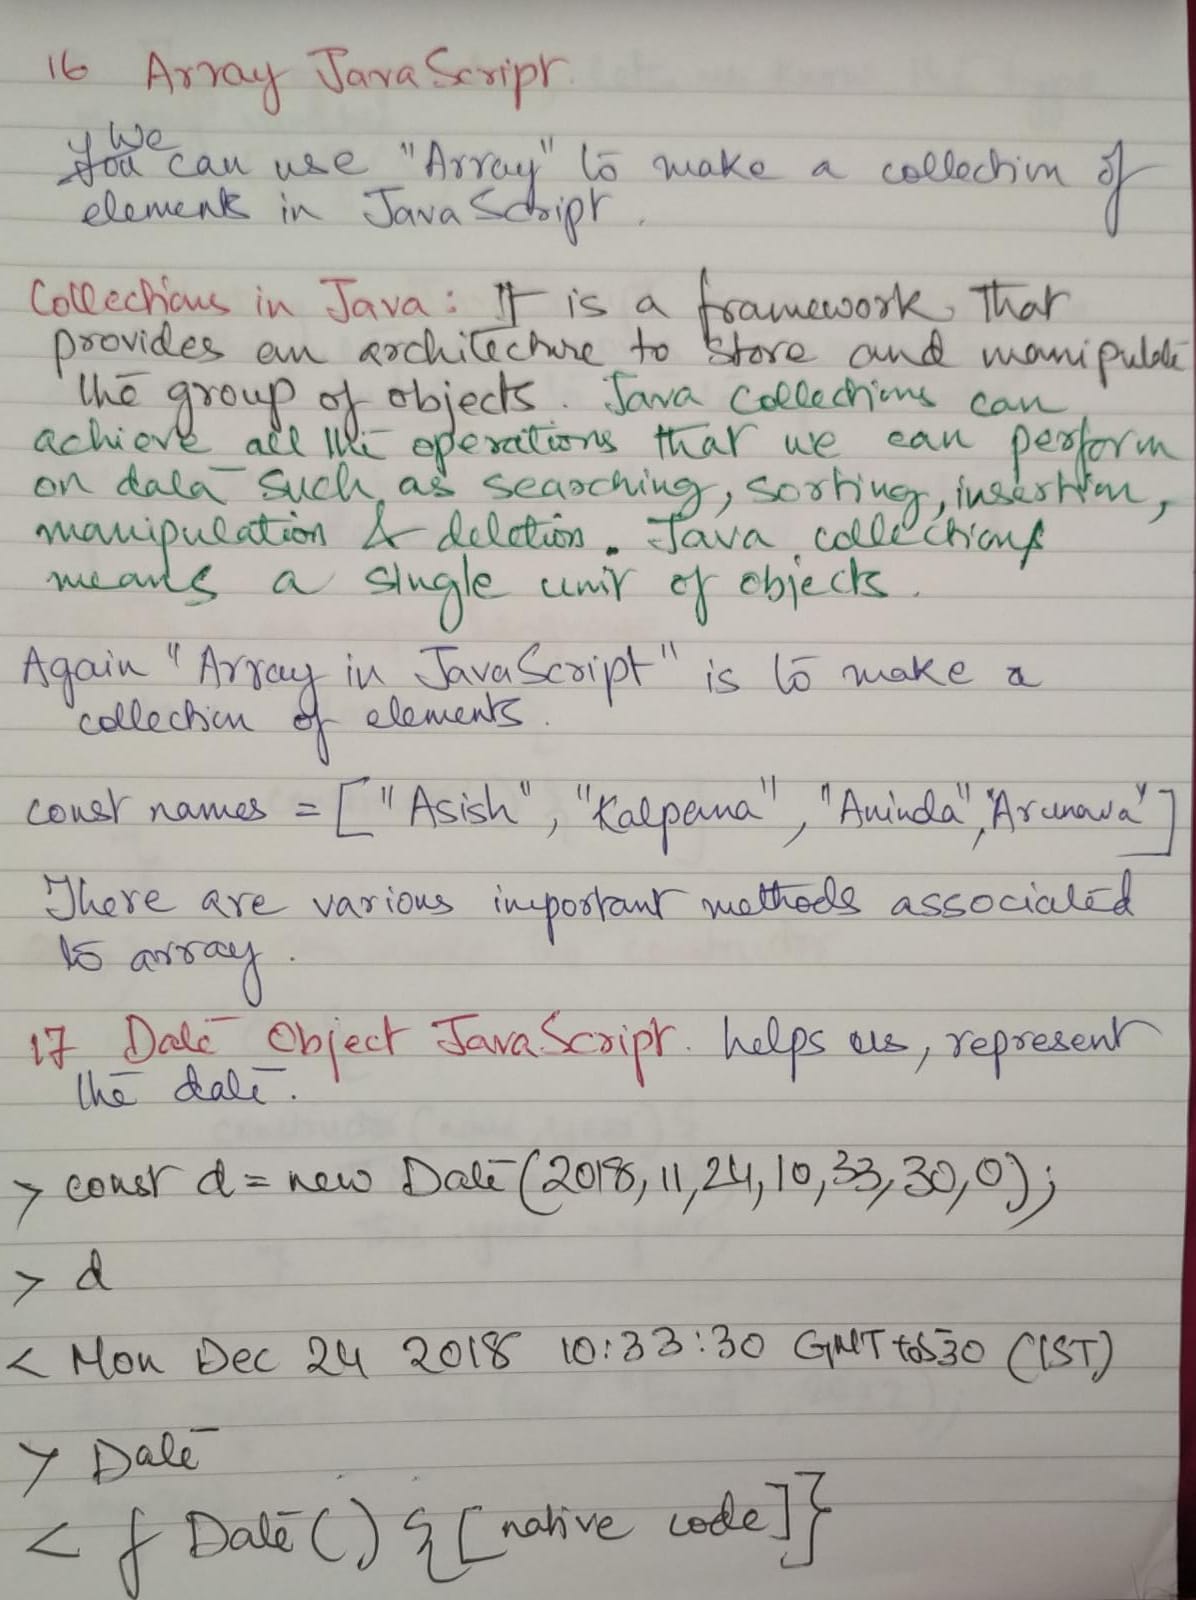 16 Array JavaScript.
We
You can use "Array" to make a collection of
elements in JavaScript.
Collections in Java: It is a framework that
provides an architecture to store and manipulate
the group of objects. Java Collections can
achieve all the operations that we can perform
on data such as searching, sorting, insertion,
manipulation & deletion. Java collections
means a single unit of objects.
Again "Array in JavaScript" is to make a
collection of elements.
const names = ["Asish", "Kalpana", "Aninda", "Arunava"]
There are various important methods associated
to array.
17 Date Object JavaScript. helps us, represent
the date.
> const d = new Date(2018,11,24,10,33,30,0);
> d
< Mon Dec 24 2018 10:33:30 GMT+0530 (IST)
> Date
< f Date() {[native code]}